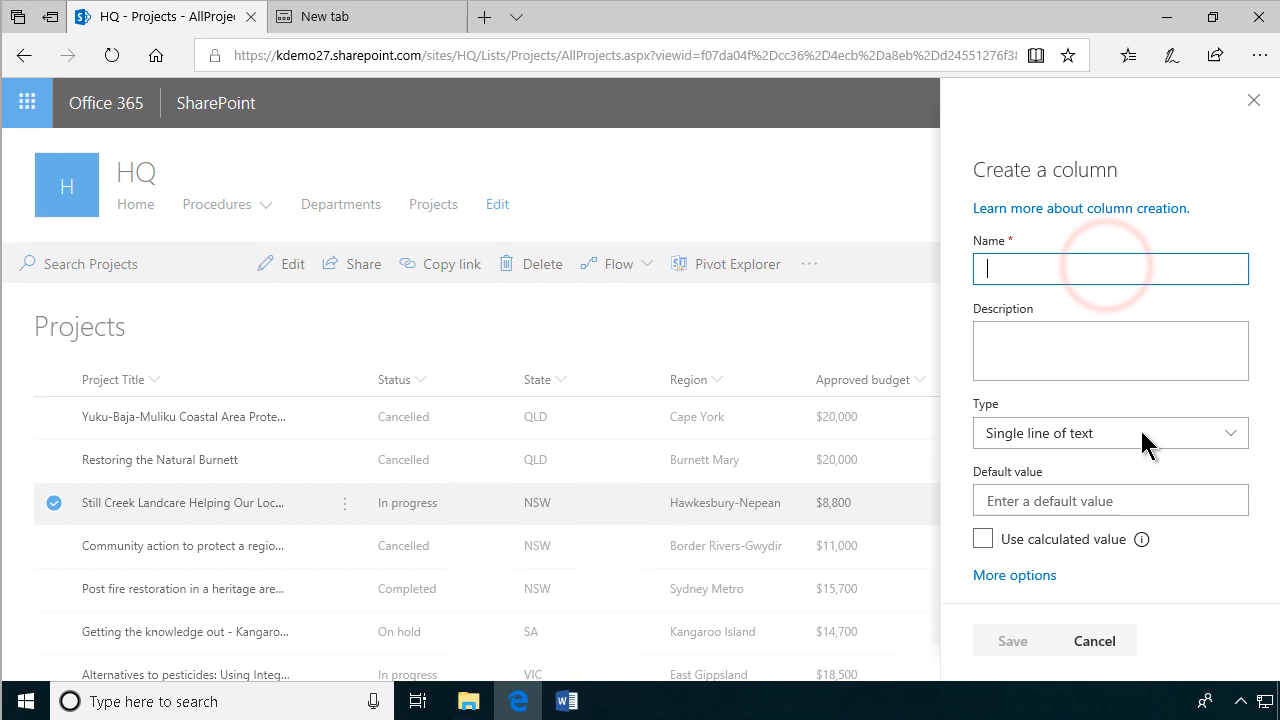 HQ - Projects - AllProjec
New tab
https://kdemo27.sharepoint.com/sites/HQ/Lists/Projects/AllProjects.aspx?viewid=f07da04f%2Dcc36%2D4ecb%2Da8eb%2Dd24551276f38
Office 365 SharePoint
H HQ
Home Procedures Departments Projects Edit
Search Projects Edit Share Copy link Delete Flow Pivot Explorer ···
Projects
Project Title Status State Region Approved budget
Yuku-Baja-Muliku Coastal Area Prote... Cancelled QLD Cape York $20,000
Restoring the Natural Burnett Cancelled QLD Burnett Mary $20,000
Still Creek Landcare Helping Our Loc... In progress NSW Hawkesbury-Nepean $8,800
Community action to protect a regio... Cancelled NSW Border Rivers-Gwydir $11,000
Post fire restoration in a heritage are... Completed NSW Sydney Metro $15,700
Getting the knowledge out - Kangaro... On hold SA Kangaroo Island $14,700
Alternatives to pesticides: Using Integ... In progress VIC East Gippsland $18,500
Create a column
Learn more about column creation.
Name *
Description
Type
Single line of text
Default value
Enter a default value
Use calculated value
More options
Save Cancel
Type here to search